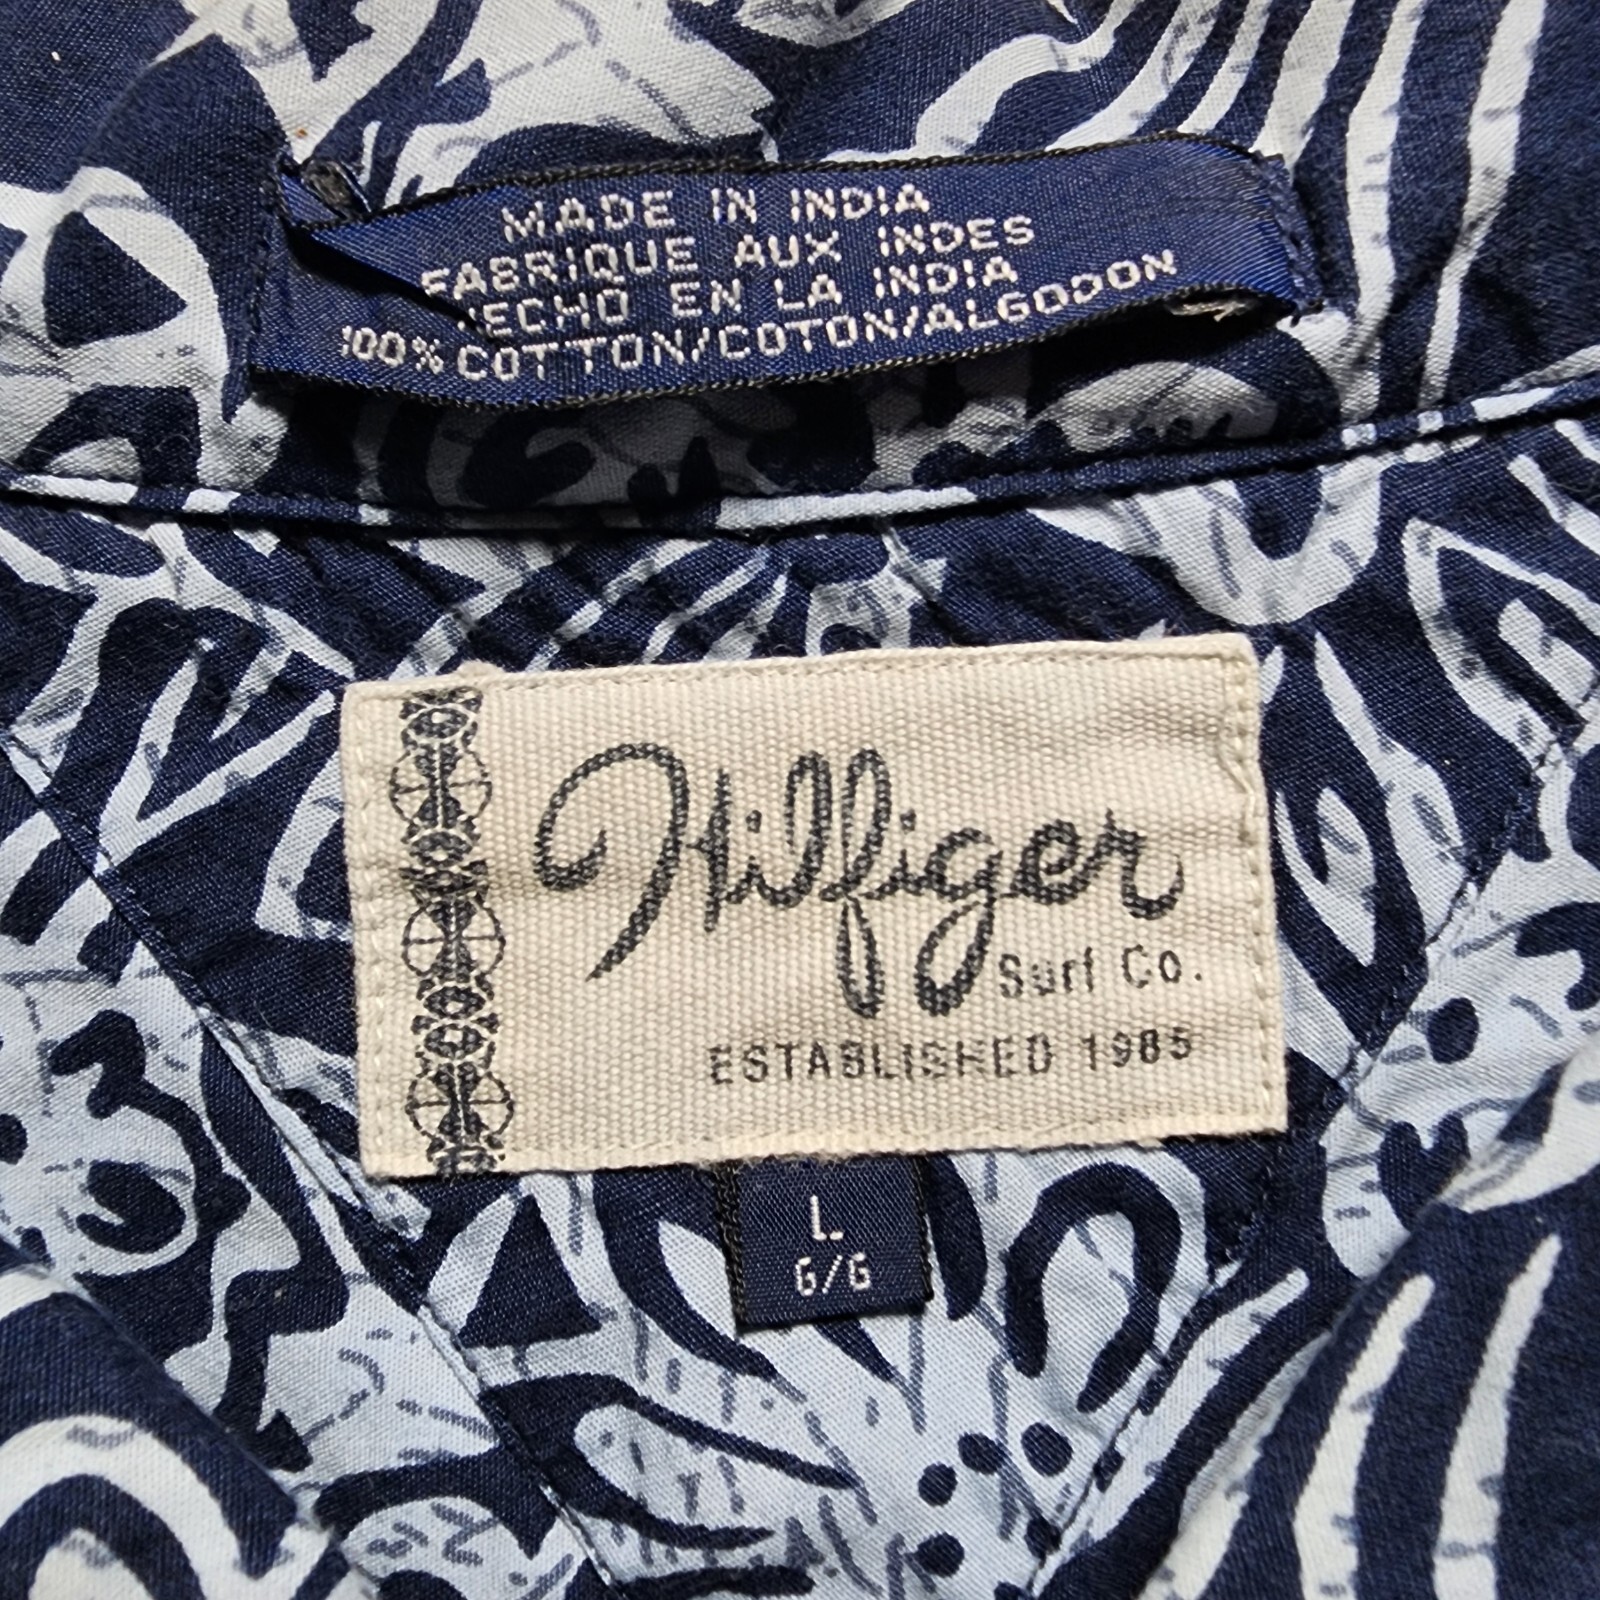 MADE IN INDIA
FABRIQUE AUX INDES
HECHO EN LA INDIA
100% COTTON/COTON/ALGODON
Hilfiger
Surf Co.
ESTABLISHED 1985
L
G/G